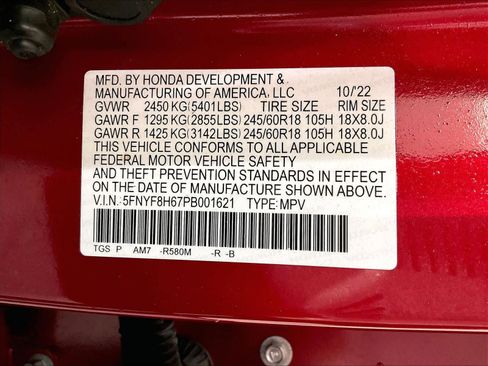 MFD. BY HONDA DEVELOPMENT &
MANUFACTURING OF AMERICA, LLC 10/'22
GVWR 2450 KG(5401LBS) TIRE SIZE RIM SIZE
GAWR F 1295 KG(2855LBS) 245/60R18 105H 18X8.0J
GAWR R 1425 KG(3142LBS) 245/60R18 105H 18X8.0J
THIS VEHICLE CONFORMS TO ALL APPLICABLE
FEDERAL MOTOR VEHICLE SAFETY
AND THEFT PREVENTION STANDARDS IN EFFECT
ON THE DATE OF MANUFACTURE SHOWN ABOVE.
V.I.N: 5FNYF8H67PB001621 TYPE: MPV
TGS P AM7 -R580M -R -B